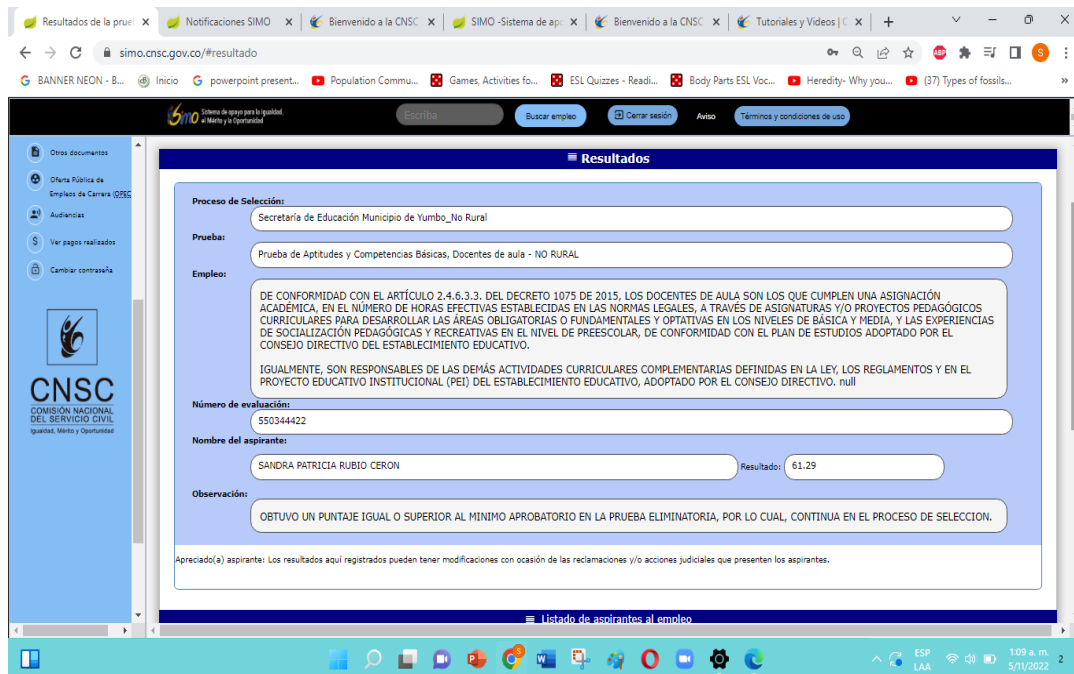 Resultados de la prueb
Notificaciones SIMO
Bienvenido a la CNSC
SIMO -Sistema de apo
Bienvenido a la CNSC
Tutoriales y Videos | C
simo.cnsc.gov.co/#resultado
ABP
S
BANNER NEON - B...
Inicio
powerpoint present...
Population Commu...
Games, Activities fo...
ESL Quizzes - Readi...
Body Parts ESL Voc...
Heredity- Why you...
(37) Types of fossils...
»
Simo Sistema de apoyo para la Igualdad,
el Mérito y la Oportunidad
Escriba
Buscar empleo
Cerrar sesión
Aviso
Términos y condiciones de uso
Otros documentos
Oferta Pública de
Empleos de Carrera (OPEC
Audiencias
Ver pagos realizados
Cambiar contraseña
CNSC
COMISIÓN NACIONAL
DEL SERVICIO CIVIL
Igualdad, Mérito y Oportunidad
Resultados
Proceso de Selección:
Secretaría de Educación Municipio de Yumbo_No Rural
Prueba:
Prueba de Aptitudes y Competencias Básicas, Docentes de aula - NO RURAL
Empleo:
DE CONFORMIDAD CON EL ARTÍCULO 2.4.6.3.3. DEL DECRETO 1075 DE 2015, LOS DOCENTES DE AULA SON LOS QUE CUMPLEN UNA ASIGNACIÓN
ACADÉMICA, EN EL NÚMERO DE HORAS EFECTIVAS ESTABLECIDAS EN LAS NORMAS LEGALES, A TRAVÉS DE ASIGNATURAS Y/O PROYECTOS PEDAGÓGICOS
CURRICULARES PARA DESARROLLAR LAS ÁREAS OBLIGATORIAS O FUNDAMENTALES Y OPTATIVAS EN LOS NIVELES DE BÁSICA Y MEDIA, Y LAS EXPERIENCIAS
DE SOCIALIZACIÓN PEDAGÓGICAS Y RECREATIVAS EN EL NIVEL DE PREESCOLAR, DE CONFORMIDAD CON EL PLAN DE ESTUDIOS ADOPTADO POR EL
CONSEJO DIRECTIVO DEL ESTABLECIMIENTO EDUCATIVO.
IGUALMENTE, SON RESPONSABLES DE LAS DEMÁS ACTIVIDADES CURRICULARES COMPLEMENTARIAS DEFINIDAS EN LA LEY, LOS REGLAMENTOS Y EN EL
PROYECTO EDUCATIVO INSTITUCIONAL (PEI) DEL ESTABLECIMIENTO EDUCATIVO, ADOPTADO POR EL CONSEJO DIRECTIVO. null
Número de evaluación:
550344422
Nombre del aspirante:
SANDRA PATRICIA RUBIO CERON
Resultado: 61.29
Observación:
OBTUVO UN PUNTAJE IGUAL O SUPERIOR AL MINIMO APROBATORIO EN LA PRUEBA ELIMINATORIA, POR LO CUAL, CONTINUA EN EL PROCESO DE SELECCION.
Apreciado(a) aspirante: Los resultados aquí registrados pueden tener modificaciones con ocasión de las reclamaciones y/o acciones judiciales que presenten los aspirantes.
Listado de aspirantes al empleo
ESP
LAA
1:09 a. m.
5/11/2022
2